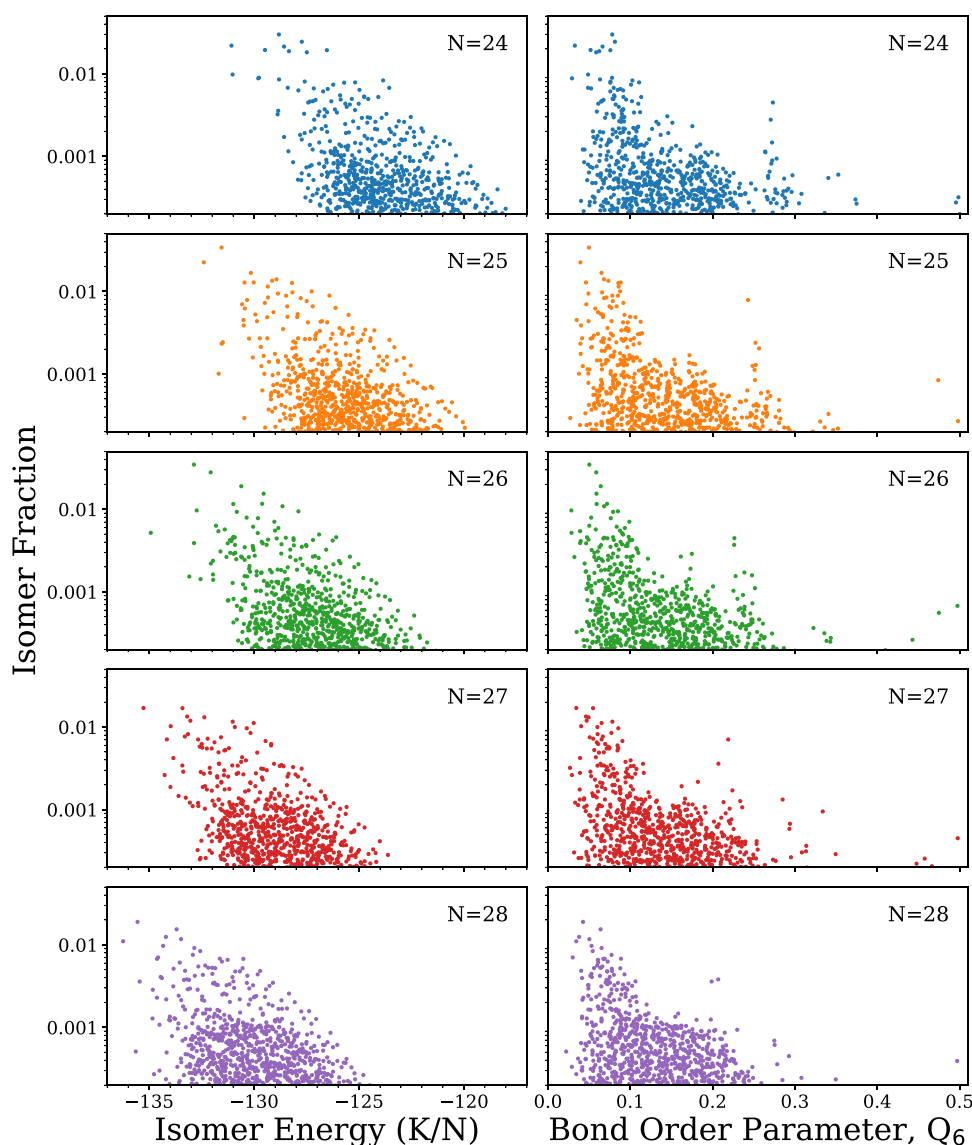 N=24
N=24
0.01
0.001
N=25
N=25
0.01
0.001
N=26
N=26
0.01
0.001
Isomer Fraction
N=27
N=27
0.01
0.001
N=28
N=28
0.01
0.001
−135 −130 −125 −120
0.0 0.1 0.2 0.3 0.4 0.5
Isomer Energy (K/N)
Bond Order Parameter, Q6